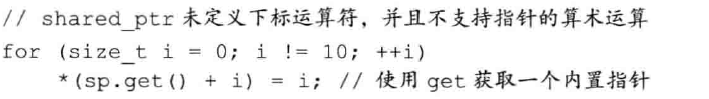 // shared_ptr 未定义下标运算符，并且不支持指针的算术运算
for (size_t i = 0; i != 10; ++i)
    *(sp.get() + i) = i; // 使用 get 获取一个内置指针